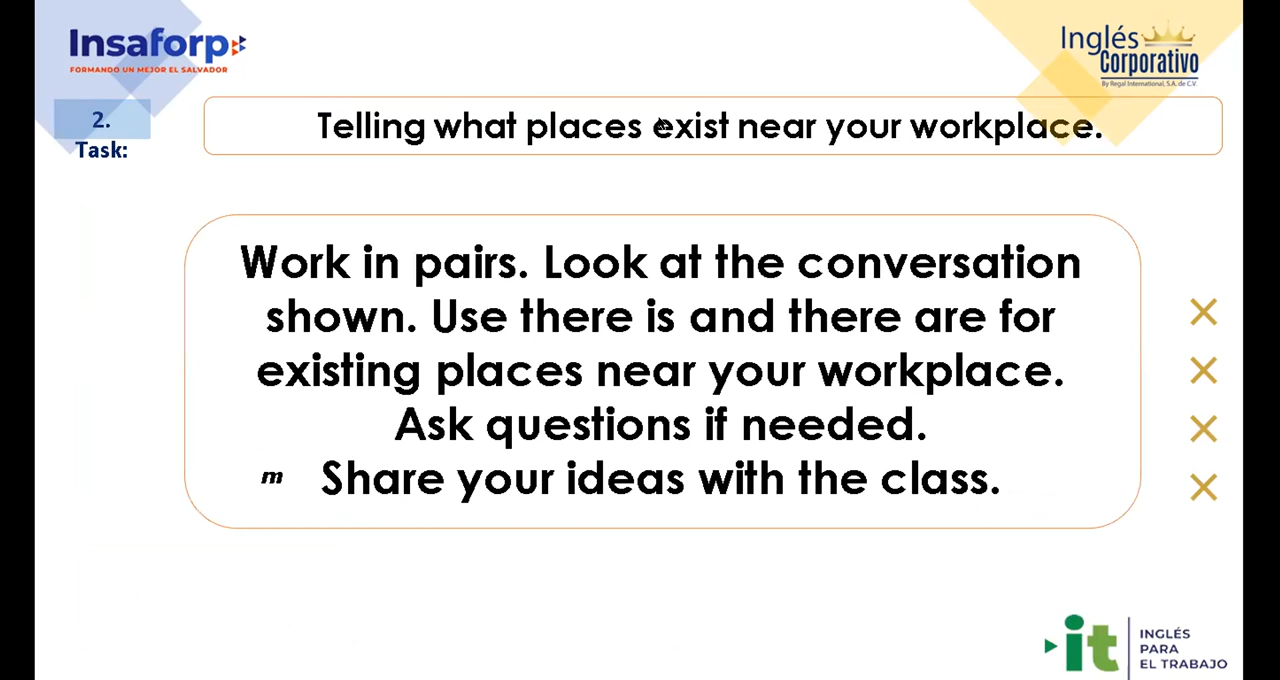 Insaforp
FORMANDO UN MEJOR EL SALVADOR
Inglés
Corporativo
By Regal International, S.A. de C.V.
2.
Task:
Telling what places exist near your workplace.
Work in pairs. Look at the conversation
shown. Use there is and there are for
existing places near your workplace.
Ask questions if needed.
m Share your ideas with the class.
it
INGLÉS
PARA
EL TRABAJO